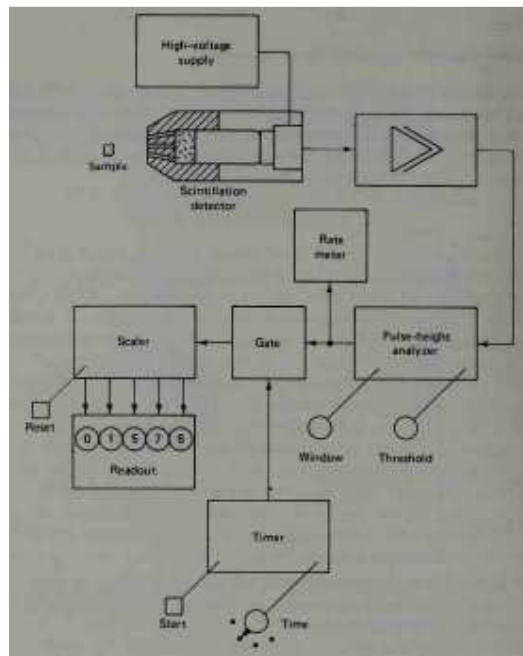 High-voltage
supply
Sample
Scintillation
detector
Rate
meter
Scaler
Gate
Pulse-height
analyzer
Reset
0 1 5 7 6
Readout
Window
Threshold
Timer
Start
Time